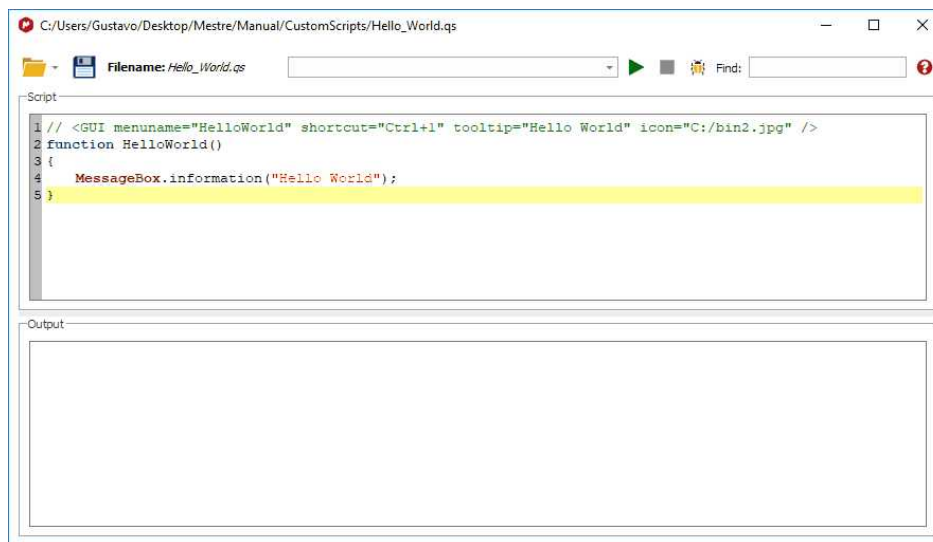 C:/Users/Gustavo/Desktop/Mestre/Manual/CustomScripts/Hello_World.qs
Filename: Hello_World.qs Find:
Script
1 // <GUI menuname="HelloWorld" shortcut="Ctrl+1" tooltip="Hello World" icon="C:/bin2.jpg" />
2 function HelloWorld()
3 {
4 MessageBox.information("Hello World");
5 }
Output